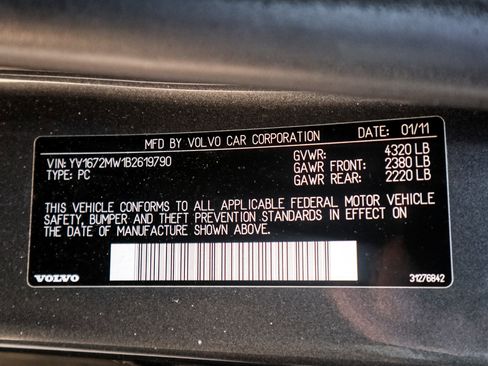 MFD BY VOLVO CAR CORPORATION DATE: 01/11
VIN: YV1672MW1B2619790 GVWR: 4320 LB
TYPE: PC GAWR FRONT: 2380 LB
GAWR REAR: 2220 LB
THIS VEHICLE CONFORMS TO ALL APPLICABLE FEDERAL MOTOR VEHICLE
SAFETY, BUMPER AND THEFT PREVENTION STANDARDS IN EFFECT ON
THE DATE OF MANUFACTURE SHOWN ABOVE.
VOLVO 31276842